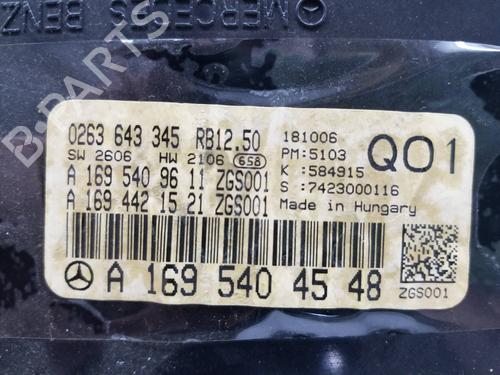 MERCEDES BENZ
B-PARTS
0263 643 345 RB12.50
SW 2606 HW 2106 658
A 169 540 96 11 ZGS001
A 169 442 15 21 ZGS001
181006
PM:5103
K :584915
S :7423000116
Made in Hungary
Q01
A 169 540 45 48
ZGS001